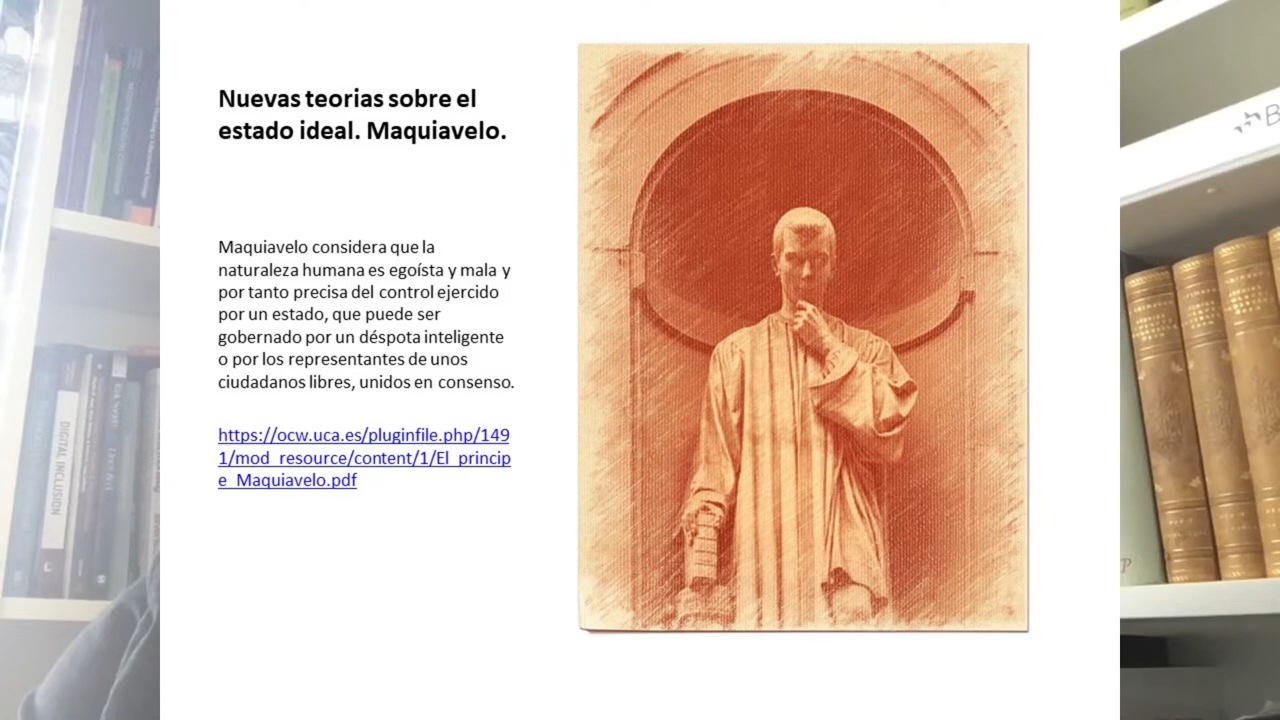 Nuevas teorias sobre el
estado ideal. Maquiavelo.
Maquiavelo considera que la
naturaleza humana es egoísta y mala y
por tanto precisa del control ejercido
por un estado, que puede ser
gobernado por un déspota inteligente
o por los representantes de unos
ciudadanos libres, unidos en consenso.
https://ocw.uca.es/pluginfile.php/149
1/mod_resource/content/1/El_princip
e_Maquiavelo.pdf
DIGITAL INCLUSION